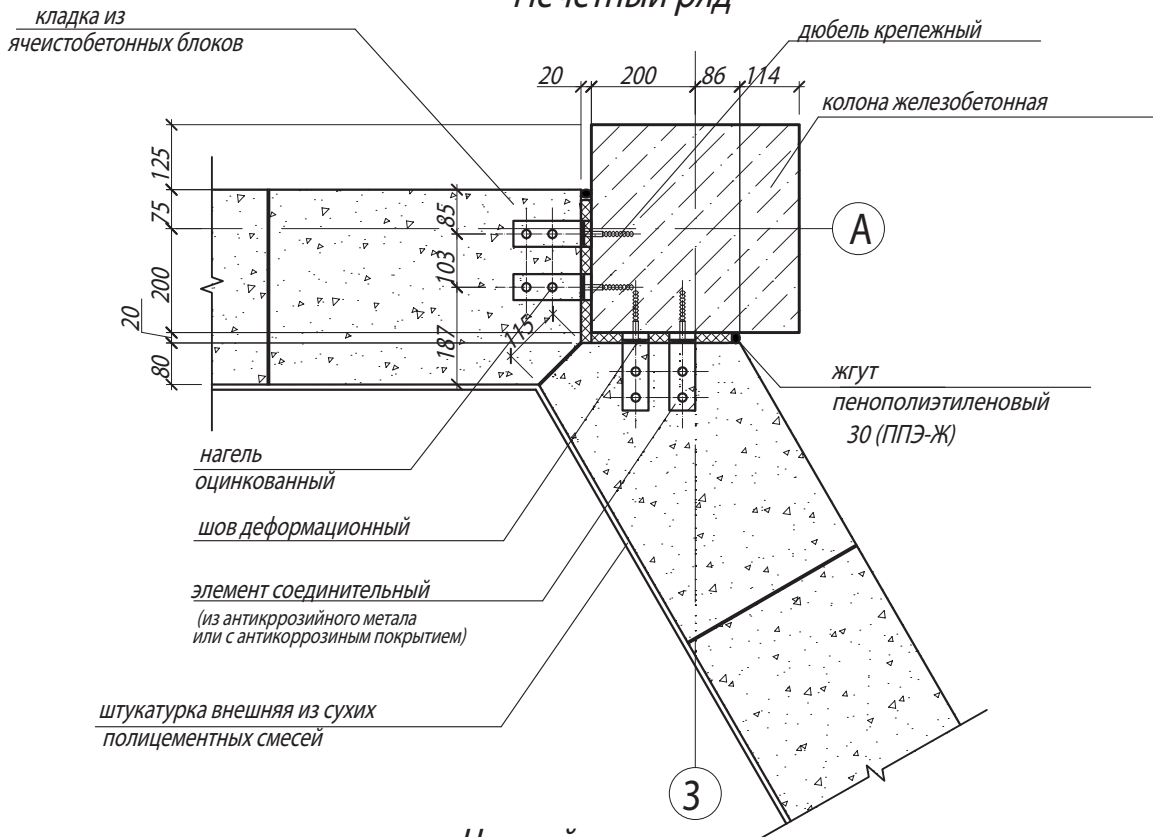 Нечетный ряд
кладка из
ячеистобетонных блоков
дюбель крепежный
20 200 86 114
колона железобетонная
125
75
85
А
103
200
20
115
187
80
жгут
пенополиэтиленовый
30 (ППЭ-Ж)
нагель
оцинкованный
шов деформационный
элемент соединительный
(из антикррозийного метала
или с антикоррозиным покрытием)
штукатурка внешняя из сухих
полицементных смесей
3